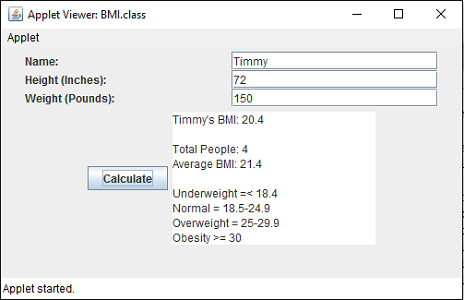 Applet Viewer: BMI.class
Applet
Name: Timmy
Height (Inches): 72
Weight (Pounds): 150
Timmy's BMI: 20.4
Total People: 4
Average BMI: 21.4
Calculate
Underweight =< 18.4
Normal = 18.5-24.9
Overweight = 25-29.9
Obesity >= 30
Applet started.